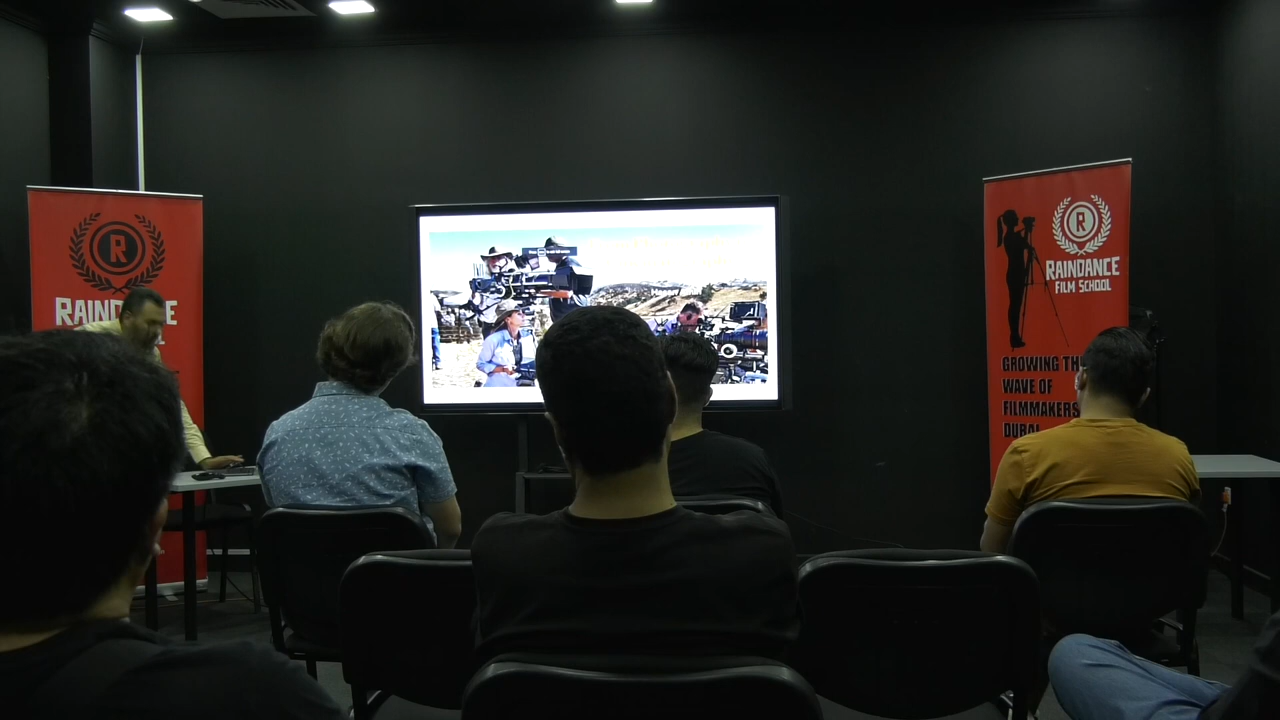 R
RAINDANCE
R
RAINDANCE
FILM SCHOOL
GROWING THE
WAVE OF
FILMMAKERS
DUBAI